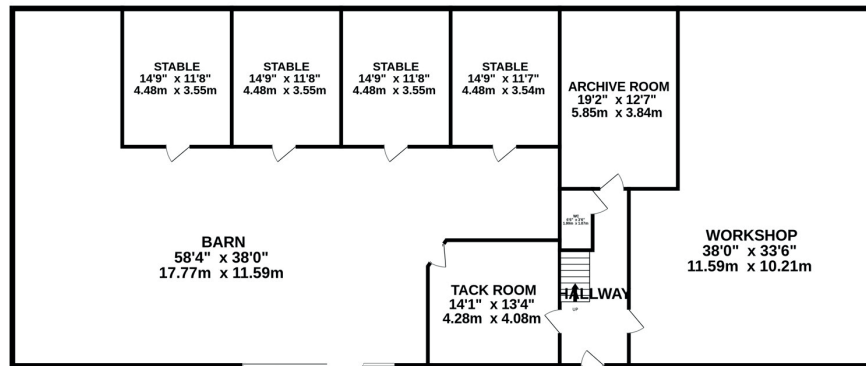 STABLE
14'9" x 11'8"
4.48m x 3.55m
STABLE
14'9" x 11'8"
4.48m x 3.55m
STABLE
14'9" x 11'8"
4.48m x 3.55m
STABLE
14'9" x 11'7"
4.48m x 3.54m
ARCHIVE ROOM
19'2" x 12'7"
5.85m x 3.84m
WC
BARN
58'4" x 38'0"
17.77m x 11.59m
WORKSHOP
38'0" x 33'6"
11.59m x 10.21m
TACK ROOM
14'1" x 13'4"
4.28m x 4.08m
HALLWAY
UP